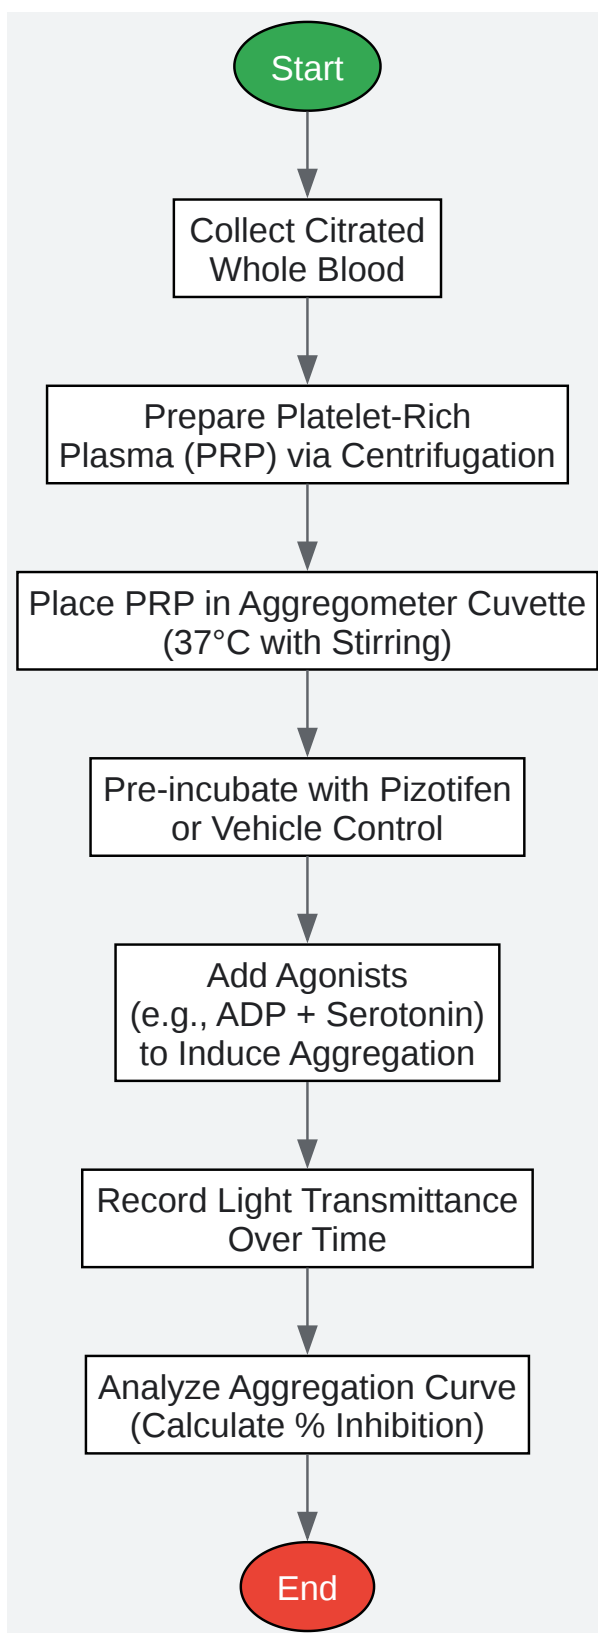 Start
Collect Citrated
Whole Blood
Prepare Platelet-Rich
Plasma (PRP) via Centrifugation
Place PRP in Aggregometer Cuvette
(37°C with Stirring)
Pre-incubate with Pizotifen
or Vehicle Control
Add Agonists
(e.g., ADP + Serotonin)
to Induce Aggregation
Record Light Transmittance
Over Time
Analyze Aggregation Curve
(Calculate % Inhibition)
End